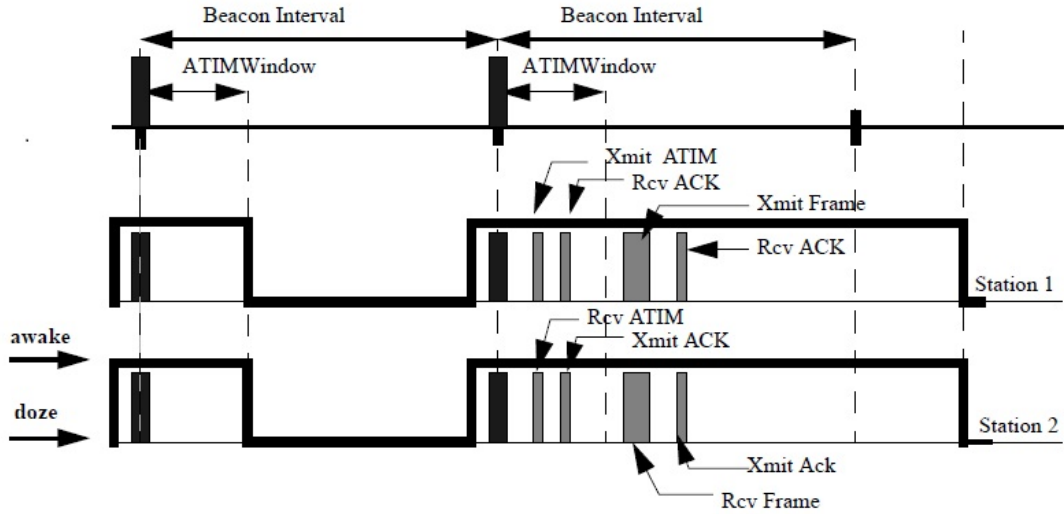 Beacon Interval
Beacon Interval
ATIMWindow
ATIMWindow
Xmit ATIM
Rcv ACK
Xmit Frame
Rcv ACK
Station 1
Rcv ATIM
Xmit ACK
awake
doze
Station 2
Xmit Ack
Rcv Frame